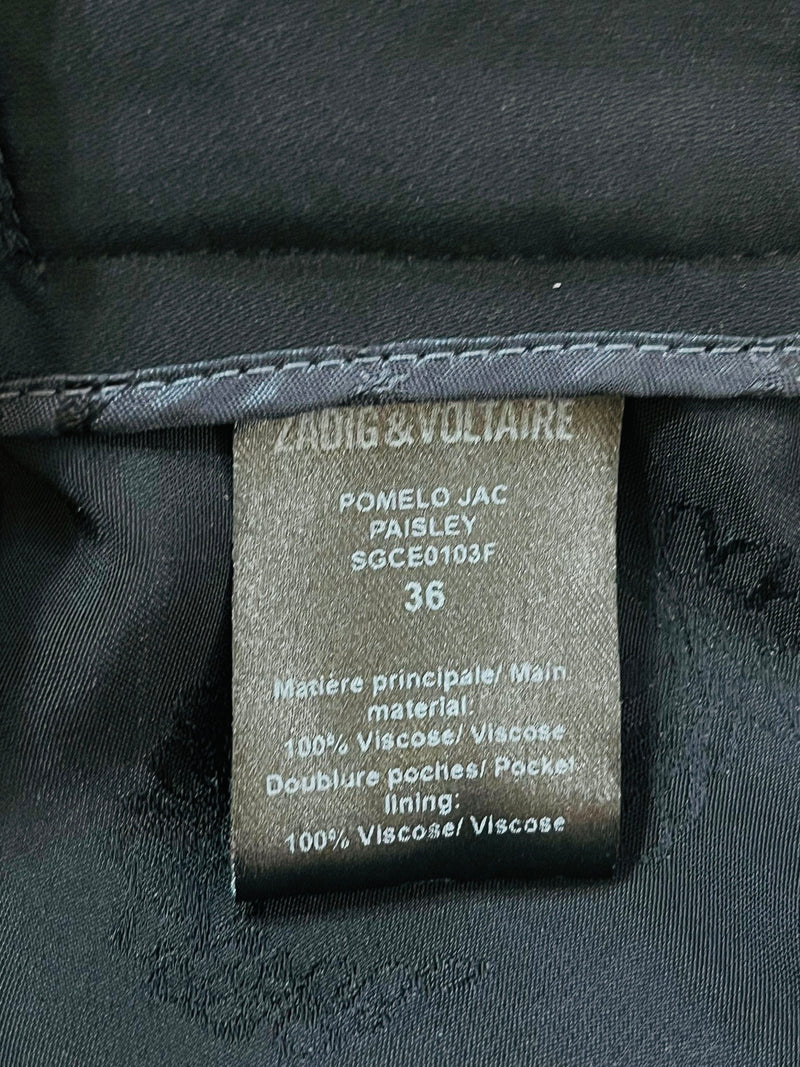 ZADIG & VOLTAIRE
POMELO JAC
PAISLEY
SGCE0103F
36
Matière principale/ Main
material:
100% Viscose/ Viscose
Doublure poches/ Pocket
lining:
100% Viscose/ Viscose